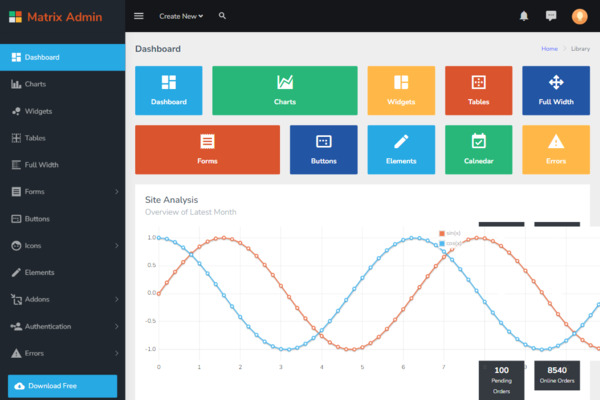 Matrix Admin
Create New
Dashboard
Charts
Widgets
Tables
Full Width
Forms
Buttons
Icons
Elements
Addons
Authentication
Errors
Download Free
Dashboard
Home
Library
Dashboard
Charts
Widgets
Tables
Full Width
Forms
Buttons
Elements
Calnedar
Errors
Site Analysis
Overview of Latest Month
sin(x)
cos(x)
1.0
0.5
0.0
-0.5
-1.0
0 1 2 3 4 5 6 7
100
Pending
Orders
8540
Online Orders